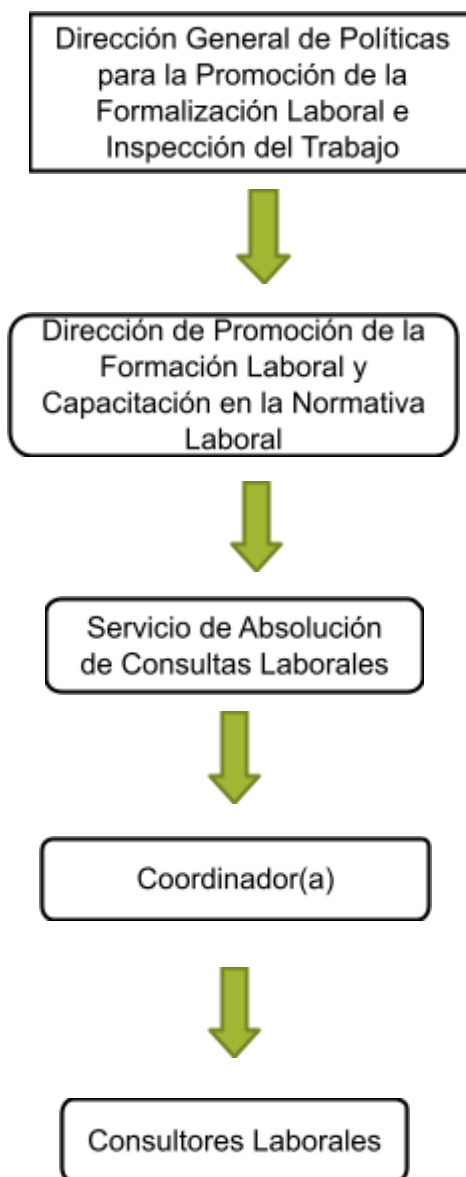 Dirección General de Políticas
para la Promoción de la
Formalización Laboral e
Inspección del Trabajo
Dirección de Promoción de la
Formación Laboral y
Capacitación en la Normativa
Laboral
Servicio de Absolución
de Consultas Laborales
Coordinador(a)
Consultores Laborales